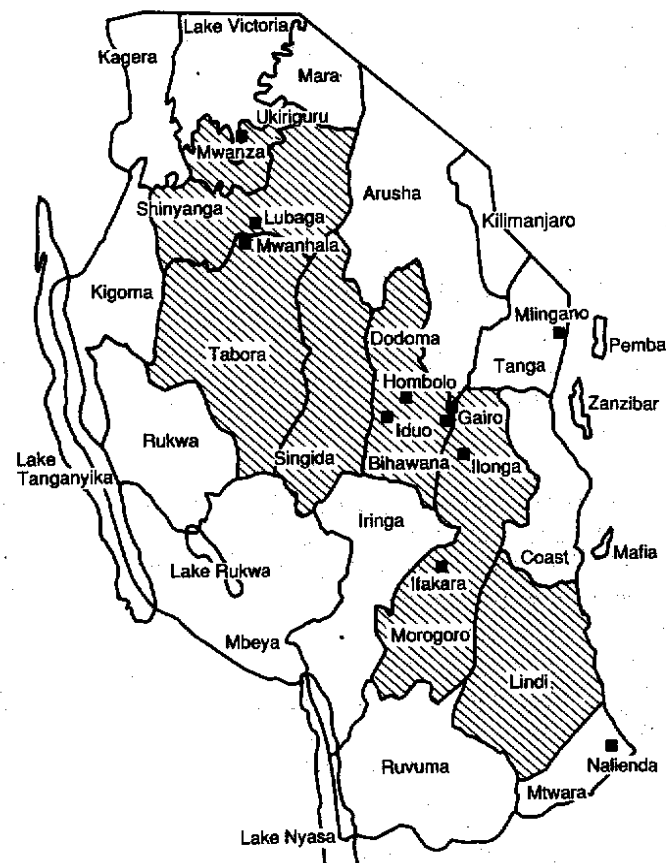 Lake Victoria
Kagera
Mara
Ukiriguru
Mwanza
Arusha
Shinyanga
Lubaga
Kilimanjaro
Mwanhala
Kigoma
Mlingano
Dodoma
Pemba
Tabora
Tanga
Hombolo
Zanzibar
Gairo
Iduo
Rukwa
Singida
Bihawana
Ilonga
Lake
Tanganyika
Iringa
Coast
Mafia
Lake Rukwa
Ifakara
Mbeya
Morogoro
Lindi
Ruvuma
Nalienda
Mtwara
Lake Nyasa